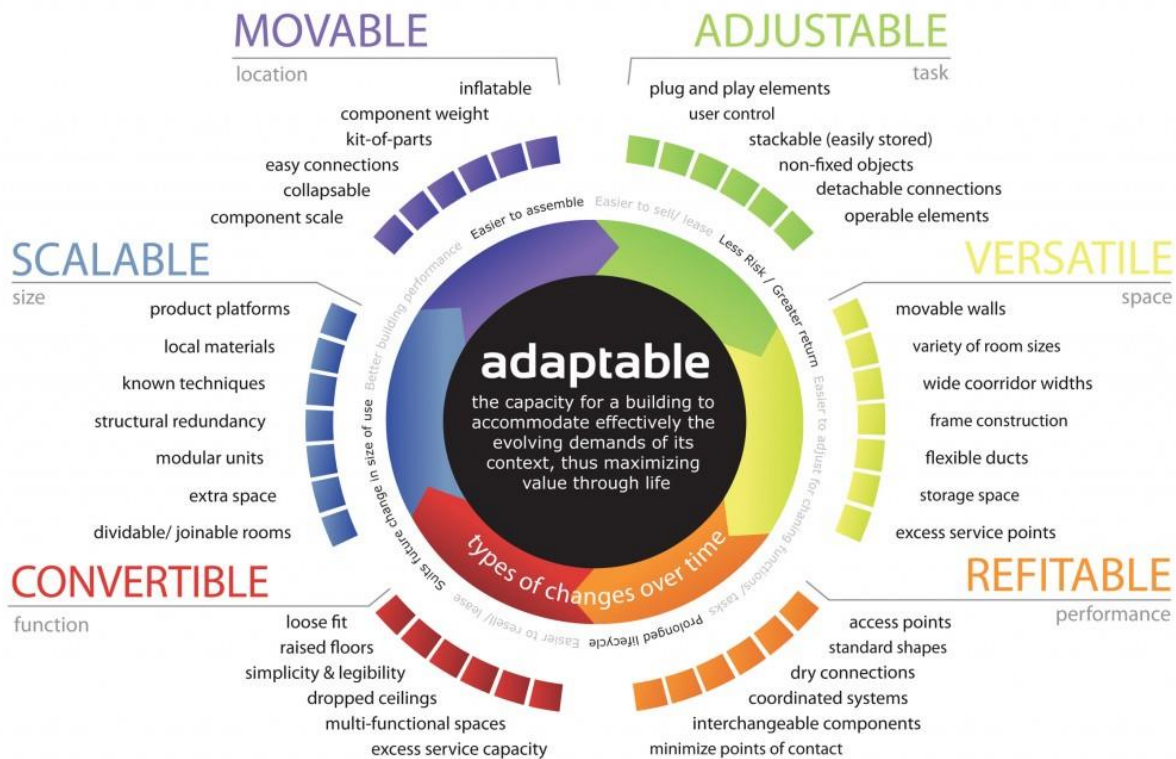 MOVABLE
location
inflatable
component weight
kit-of-parts
easy connections
collapsable
component scale
ADJUSTABLE
task
plug and play elements
user control
stackable (easily stored)
non-fixed objects
detachable connections
operable elements
SCALABLE
size
product platforms
local materials
known techniques
structural redundancy
modular units
extra space
dividable/ joinable rooms
VERSATILE
space
movable walls
variety of room sizes
wide coorridor widths
frame construction
flexible ducts
storage space
excess service points
CONVERTIBLE
function
loose fit
raised floors
simplicity & legibility
dropped ceilings
multi-functional spaces
excess service capacity
REFITABLE
performance
access points
standard shapes
dry connections
coordinated systems
interchangeable components
minimize points of contact
Easier to assemble
Easier to sell/ lease
Less Risk / Greater return
Easier to adjust for chaning functions/ tasks
Prolonged lifecycle
Easier to resell/ lease
Suits future change in size of use
Better building performance
adaptable
the capacity for a building to
accommodate effectively the
evolving demands of its
context, thus maximizing
value through life
types of changes over time